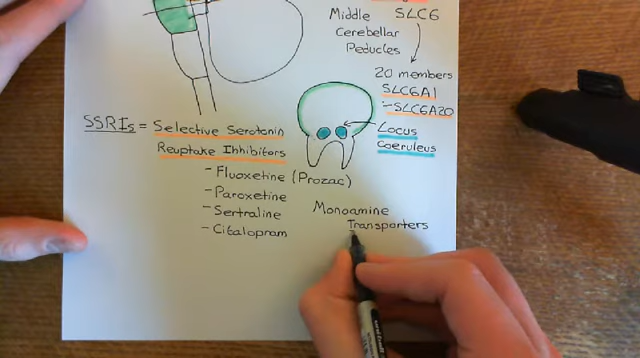 Middle SLC6
Cerebellar
Peducles
20 members
SLC6A1
-SLC6A20
Locus
Coeruleus
SSRIs = Selective Serotonin
Reuptake Inhibitors
- Fluoxetine (Prozac)
- Paroxetine
- Sertraline
- Citalopram
Monoamine
Transporters